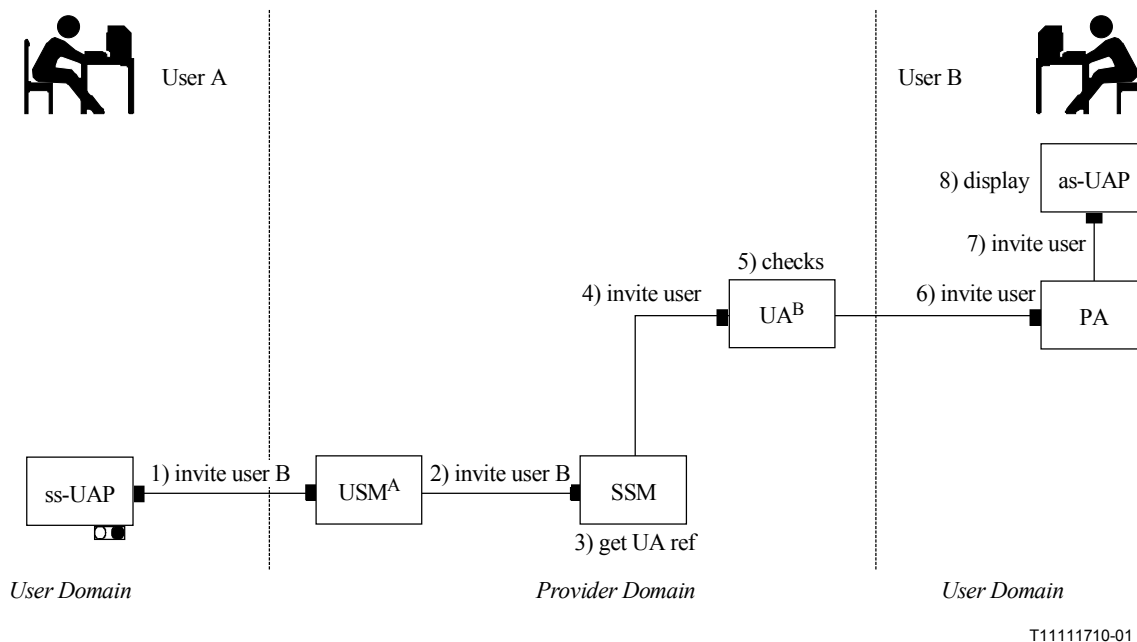 User A
User B
8) display
as-UAP
7) invite user
5) checks
4) invite user
UAB
6) invite user
PA
ss-UAP
1) invite user B
USMA
2) invite user B
SSM
3) get UA ref
User Domain
Provider Domain
User Domain
T11111710-01